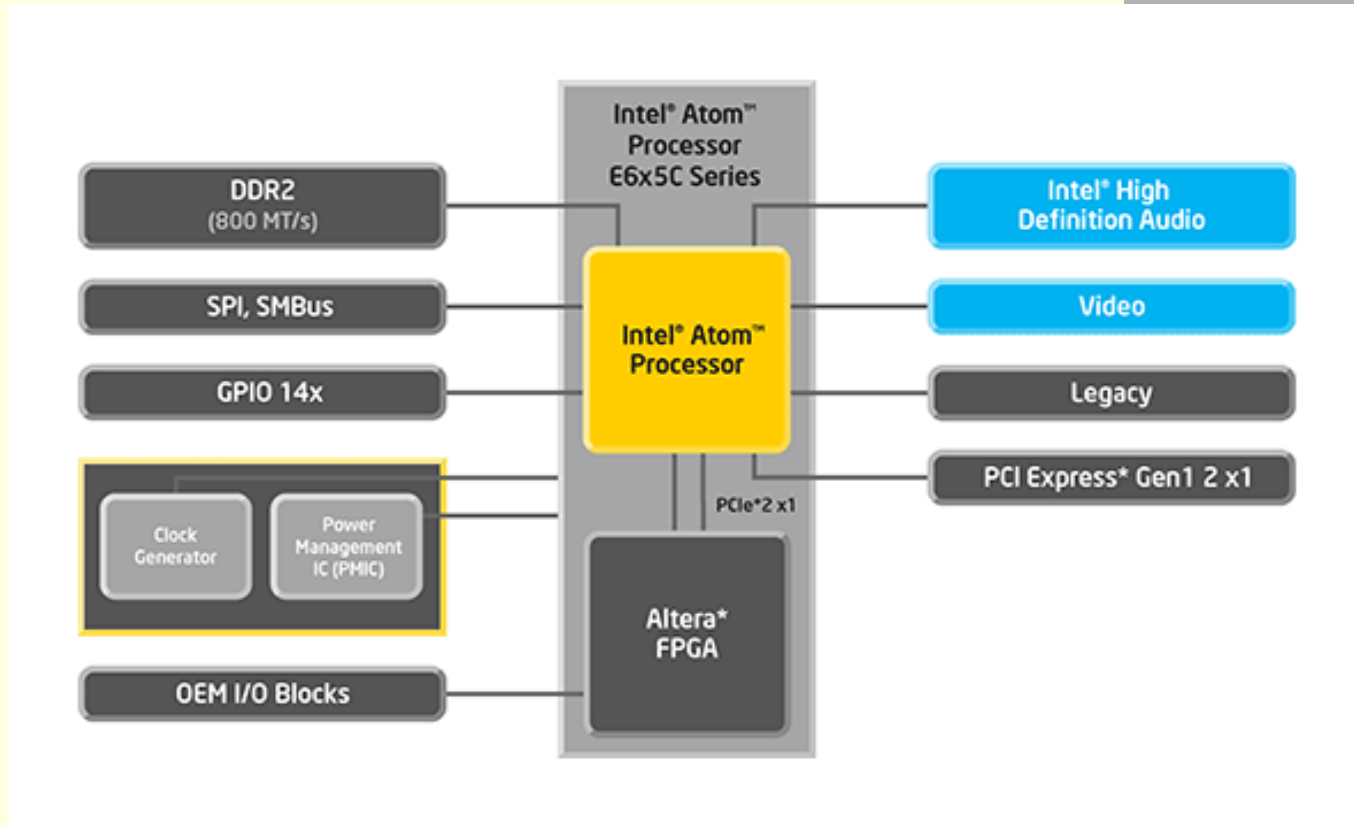 Intel® Atom™
Processor
E6x5C Series
DDR2
(800 MT/s)
SPI, SMBus
GPIO 14x
Clock
Generator
Power
Management
IC (PMIC)
OEM I/O Blocks
Intel® Atom™
Processor
PCIe*2 x1
Altera*
FPGA
Intel® High
Definition Audio
Video
Legacy
PCI Express* Gen1 2 x1